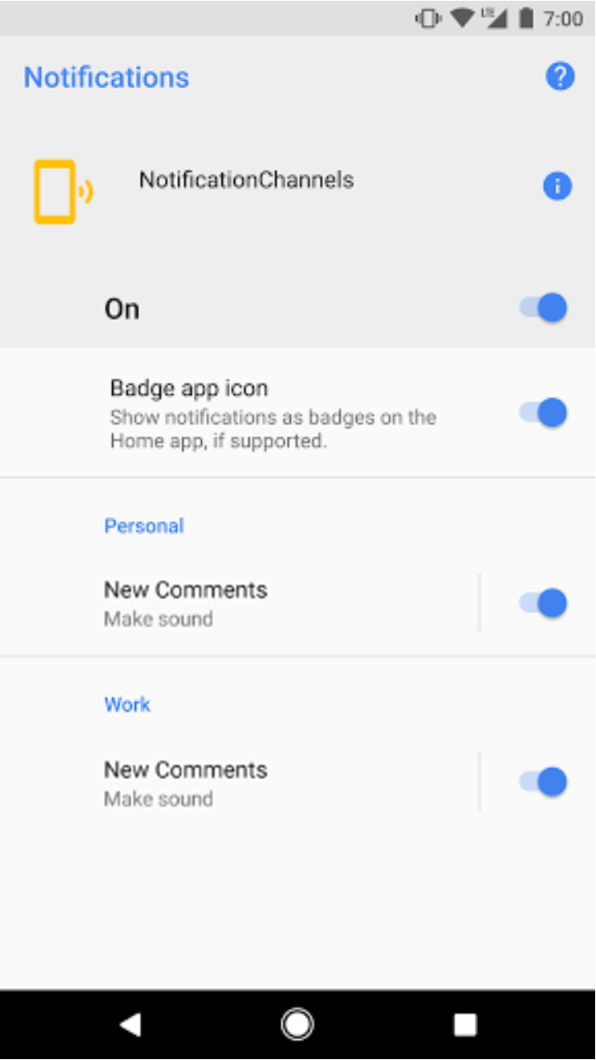 LTE 7:00
Notifications
NotificationChannels
On
Badge app icon
Show notifications as badges on the
Home app, if supported.
Personal
New Comments
Make sound
Work
New Comments
Make sound